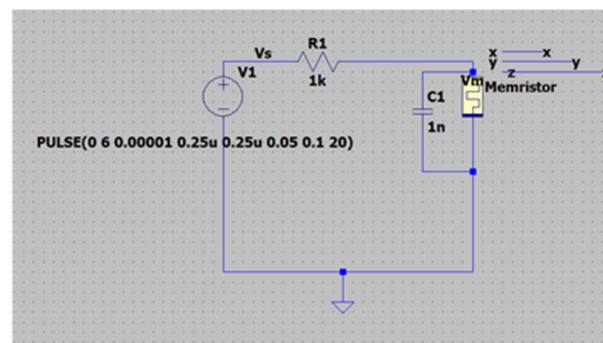 R1
Vs
x x
V1
1k
y y
z
Vm
Memristor
C1
1n
PULSE(0 6 0.00001 0.25u 0.25u 0.05 0.1 20)